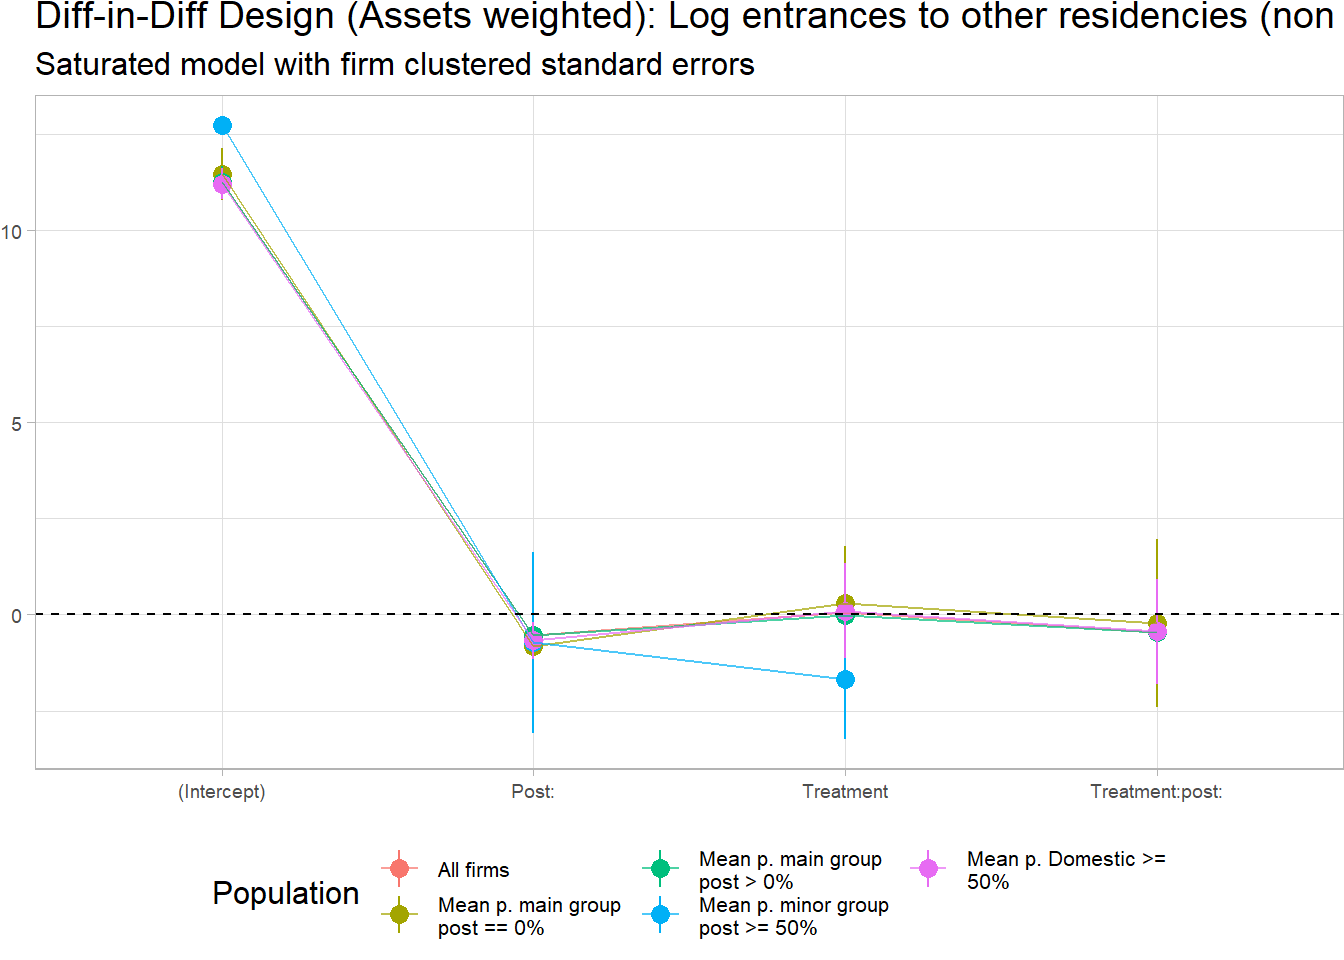 Diff-in-Diff Design (Assets weighted): Log entrances to other residencies (non
Saturated model with firm clustered standard errors
10
5
0
(Intercept)
Post:
Treatment
Treatment:post:
Population
All firms
Mean p. main group
post == 0%
Mean p. main group
post > 0%
Mean p. minor group
post >= 50%
Mean p. Domestic >=
50%